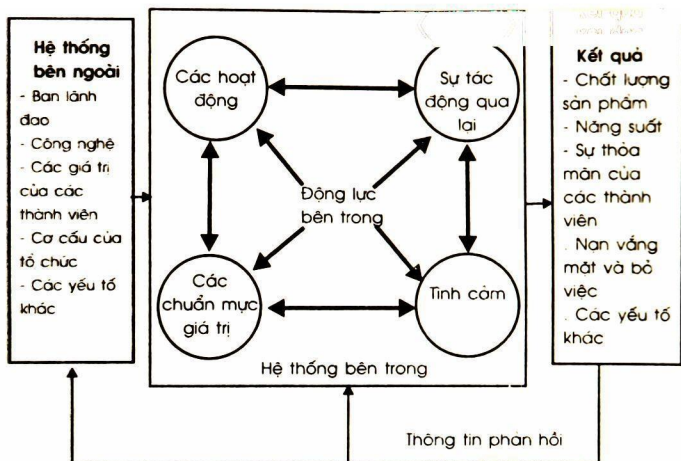 Hệ thống
bên ngoài
- Ban lãnh
đao
- Công nghệ
- Các giá trị
của các
thành viên
- Cơ cấu của
tổ chức
- Các yếu tố
khác
Các hoạt
động
Sự tác
động qua
lại
Động lực
bên trong
Các
chuẩn mực
giá trị
Tình cảm
Hệ thống bên trong
Kết quả
- Chất lượng
sản phẩm
- Năng suất
- Sự thỏa
mãn của
các thành
viên
. Nạn vắng
mặt và bỏ
việc
. Các yếu tố
khác
Thông tin phản hồi